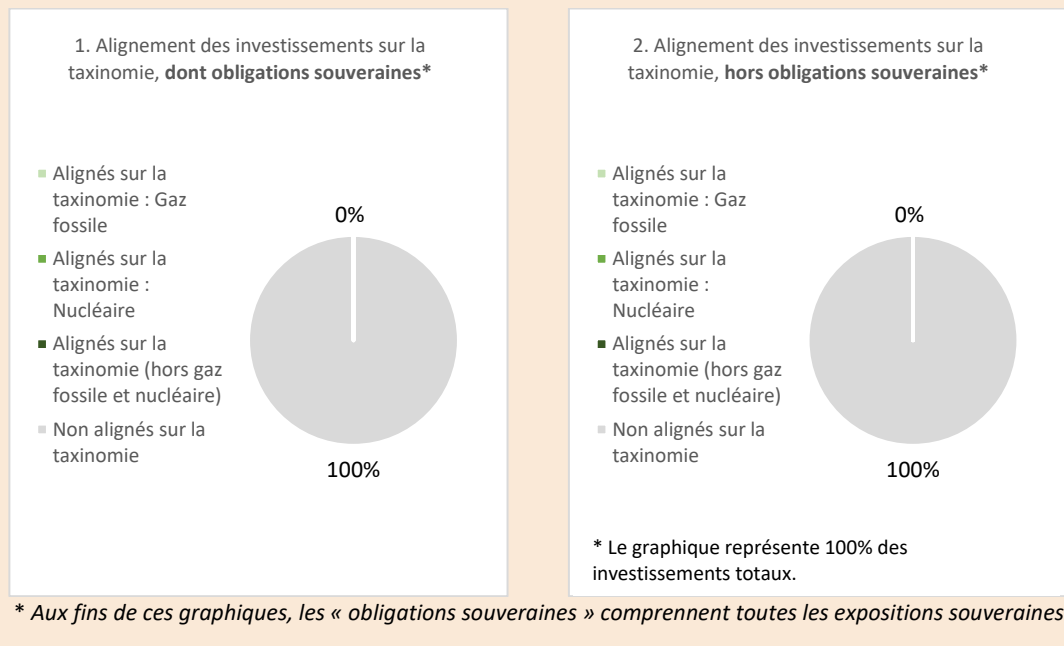 1. Alignement des investissements sur la
taxinomie, dont obligations souveraines*
Alignés sur la
taxinomie : Gaz
fossile
Alignés sur la
taxinomie :
Nucléaire
Alignés sur la
taxinomie (hors gaz
fossile et nucléaire)
Non alignés sur la
taxinomie
0%
100%
2. Alignement des investissements sur la
taxinomie, hors obligations souveraines*
Alignés sur la
taxinomie : Gaz
fossile
Alignés sur la
taxinomie :
Nucléaire
Alignés sur la
taxinomie (hors gaz
fossile et nucléaire)
Non alignés sur la
taxinomie
0%
100%
* Le graphique représente 100% des
investissements totaux.
* Aux fins de ces graphiques, les « obligations souveraines » comprennent toutes les expositions souveraines